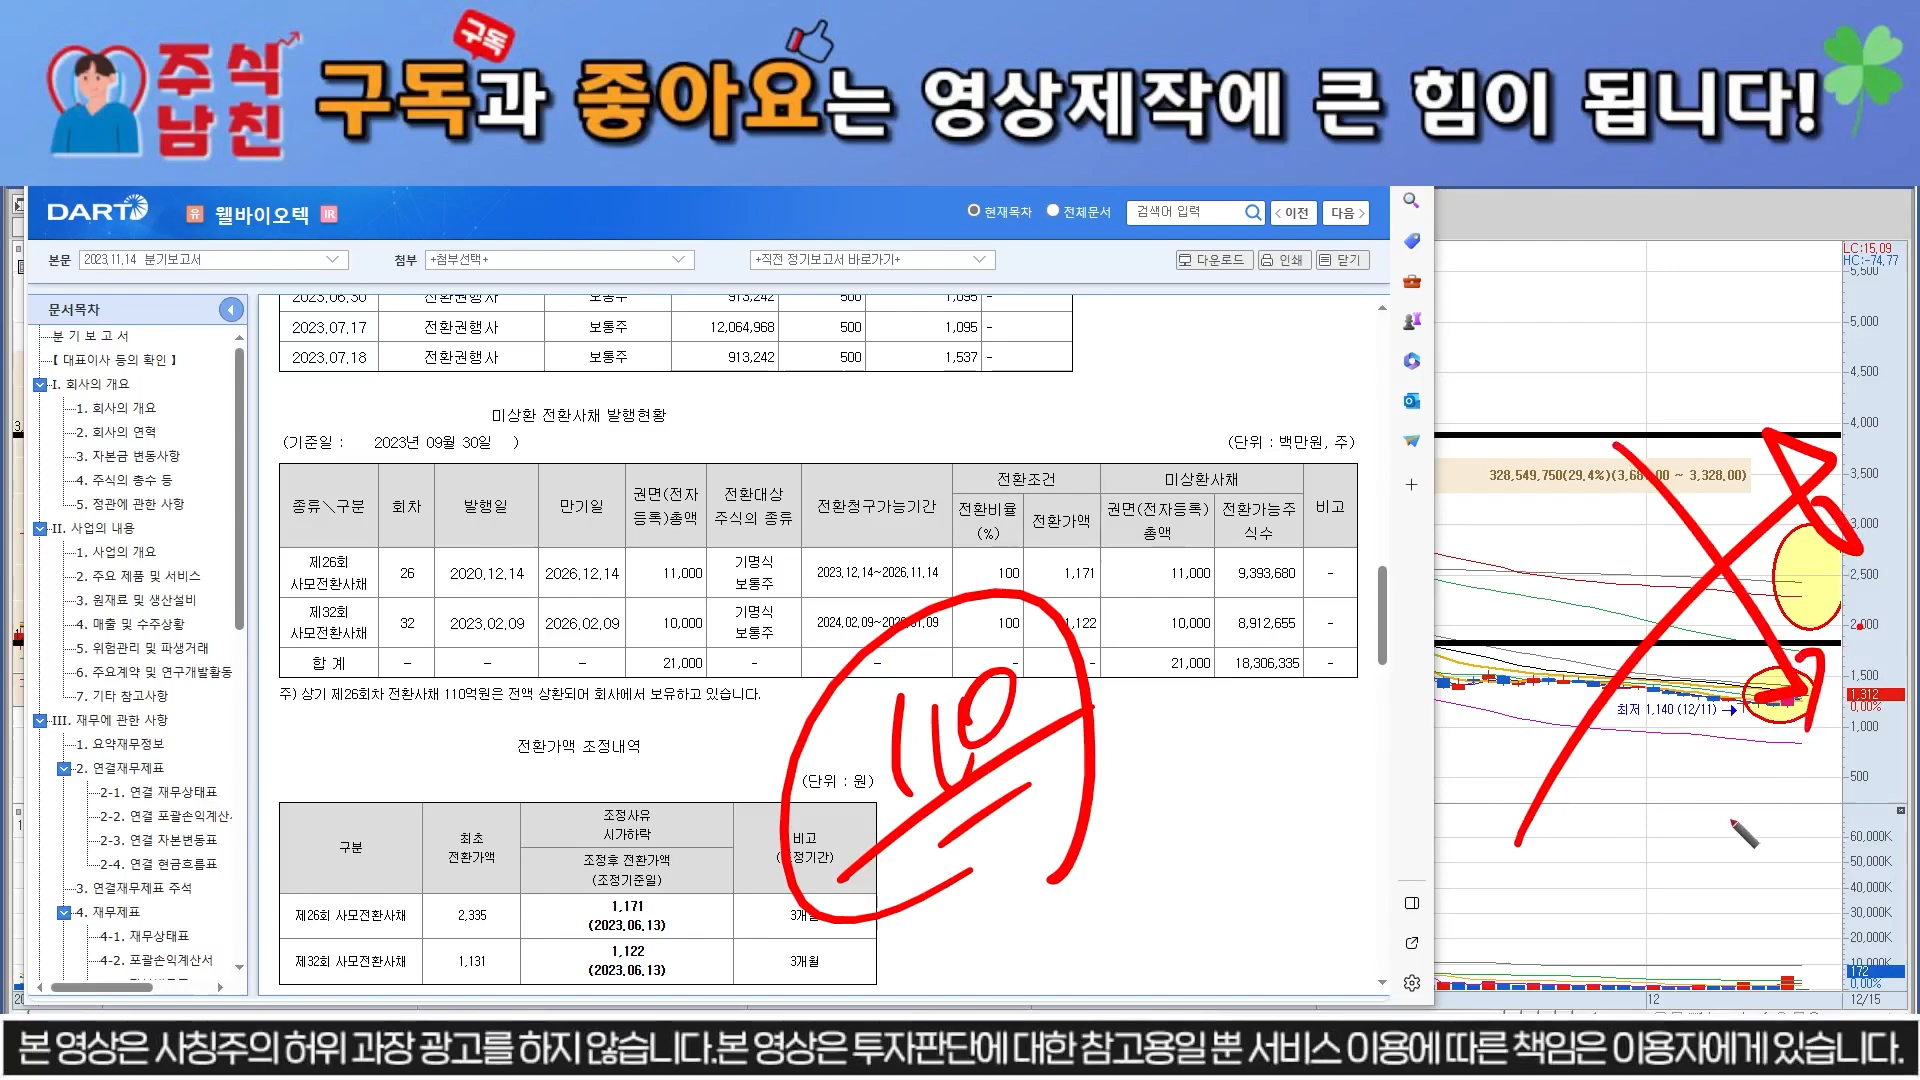 구독
주식
남친
구독과 좋아요는 영상제작에 큰 힘이 됩니다!
DART 유 웰바이오텍 IR
현재목차 전체문서 검색어 입력 이전 다음
본문 2023.11.14 분기보고서 첨부 +첨부선택+ +직전 정기보고서 바로가기+ 다운로드 인쇄 닫기
문서목차
분 기 보 고 서
【 대표이사 등의 확인 】
I. 회사의 개요
1. 회사의 개요
2. 회사의 연혁
3. 자본금 변동사항
4. 주식의 총수 등
5. 정관에 관한 사항
II. 사업의 내용
1. 사업의 개요
2. 주요 제품 및 서비스
3. 원재료 및 생산설비
4. 매출 및 수주상황
5. 위험관리 및 파생거래
6. 주요계약 및 연구개발활동
7. 기타 참고사항
III. 재무에 관한 사항
1. 요약재무정보
2. 연결재무제표
2-1. 연결 재무상태표
2-2. 연결 포괄손익계산
2-3. 연결 자본변동표
2-4. 연결 현금흐름표
3. 연결재무제표 주석
4. 재무제표
4-1. 재무상태표
4-2. 포괄손익계산서
2023.06.30 전환권행사 보통주 913,242 500 1,095 -
2023.07.17 전환권행사 보통주 12,064,968 500 1,095 -
2023.07.18 전환권행사 보통주 913,242 500 1,537 -
미상환 전환사채 발행현황
(기준일 : 2023년 09월 30일 ) (단위 : 백만원, 주)
종류\구분 회차 발행일 만기일 권면(전자등록)총액 전환대상 주식의 종류 전환청구가능기간 전환조건 미상환사채 비고
전환비율(%) 전환가액 권면(전자등록)총액 전환가능주식수
제26회 사모전환사채 26 2020.12.14 2026.12.14 11,000 기명식 보통주 2023.12.14~2026.11.14 100 1,171 11,000 9,393,680 -
제32회 사모전환사채 32 2023.02.09 2026.02.09 10,000 기명식 보통주 100 1,122 10,000 8,912,655 -
합 계 - - - 21,000 - - - - 21,000 18,306,335 -
주) 상기 제26회차 전환사채 110억원은 전액 상환되어 회사에서 보유하고 있습니다.
110
전환가액 조정내역
(단위 : 원)
구분 최초 전환가액 조정사유 시가하락 비고
조정후 전환가액 (조정기준일)
제26회 사모전환사채 2,335 1,171 (2023.06.13)
제32회 사모전환사채 1,131 1,122 (2023.06.13) 3개월
LC:15.09
HC:-74.77
5,500
5,000
4,500
4,000
3,500
3,000
2,500
2,000
1,500
1,312
0.00%
1,000
500
최저 1,140 (12/11)
60,000K
50,000K
40,000K
30,000K
20,000K
10,000K
172
0.00%
12 12/15
본 영상은 사칭주의 허위 과장 광고를 하지 않습니다.본 영상은 투자판단에 대한 참고용일 뿐 서비스 이용에 따른 책임은 이용자에게 있습니다.